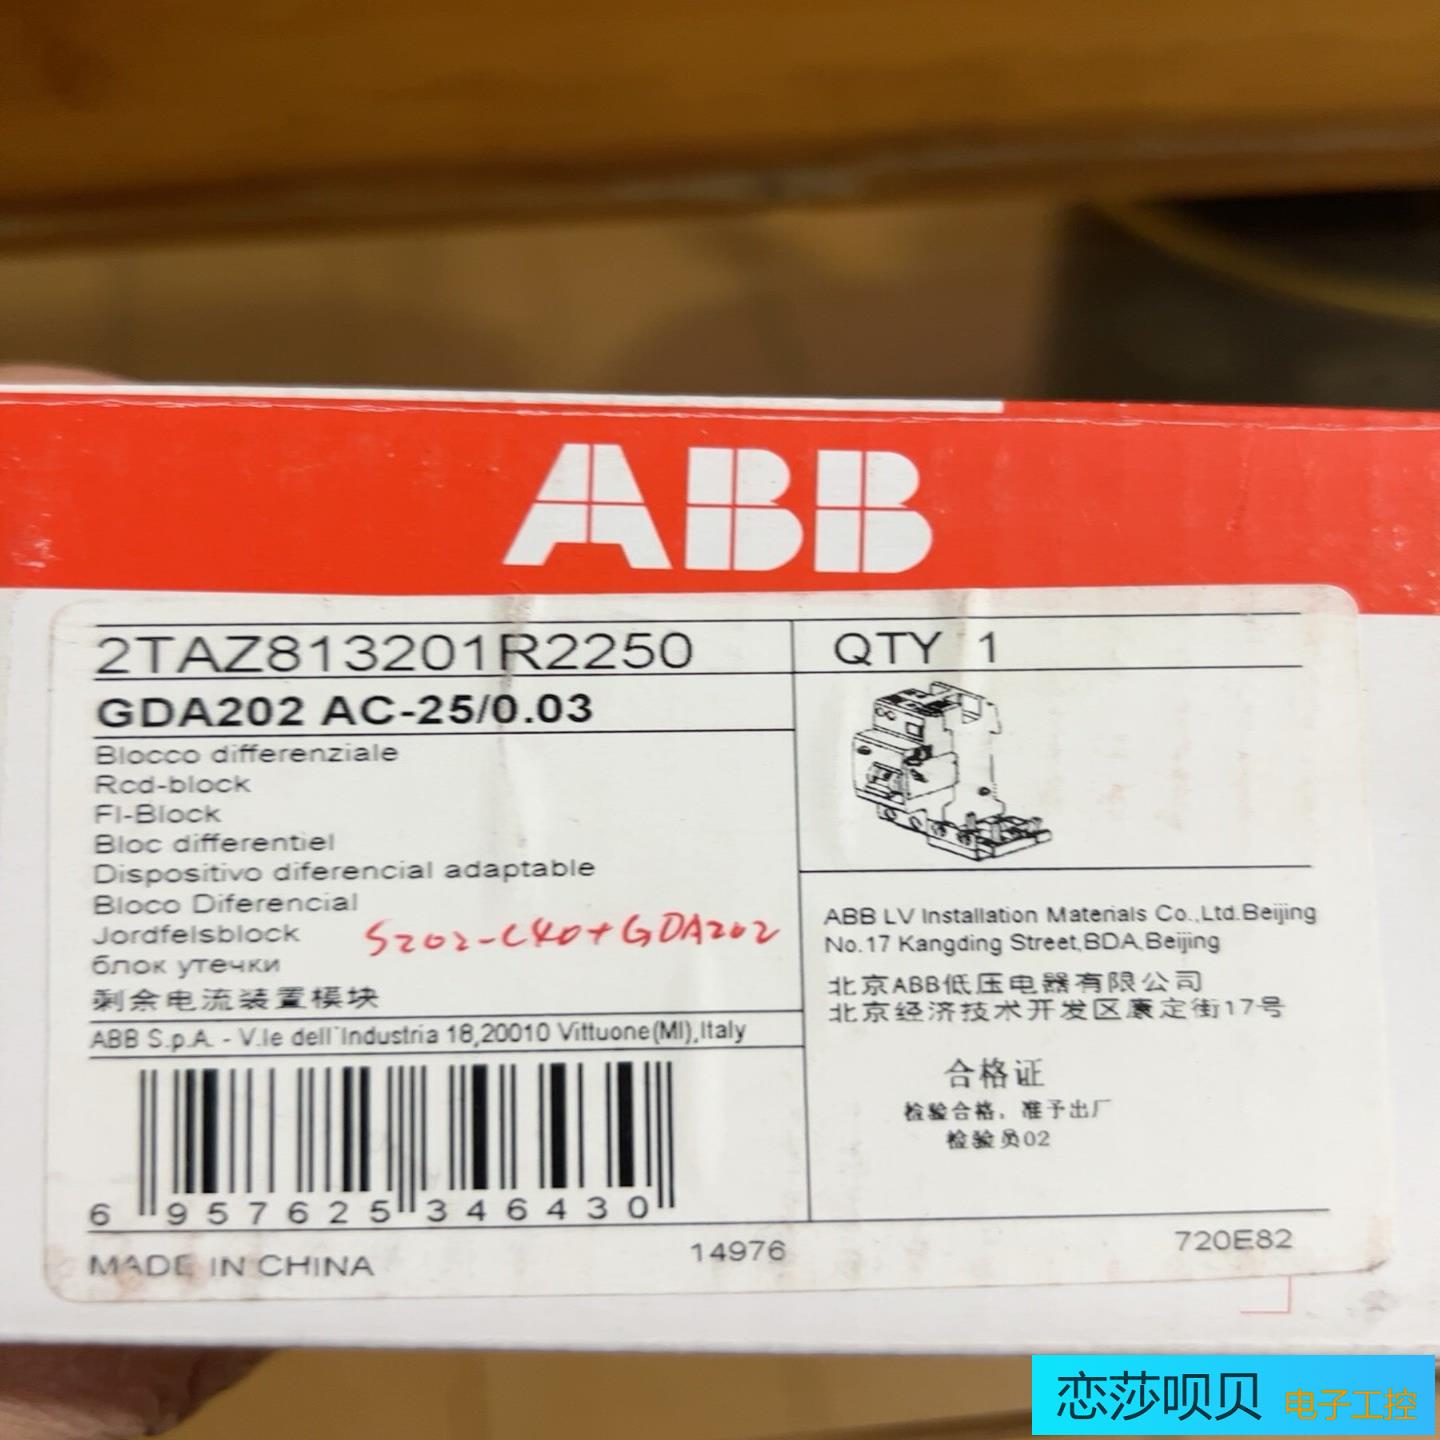 ABB
2TAZ813201R2250
QTY 1
GDA202 AC-25/0.03
Blocco differenziale
Rcd-block
FI-Block
Bloc differentiel
Dispositivo diferencial adaptable
Bloco Diferencial
Jordfelsblock
S202-C40+GDA202
блок утечки
剩余电流装置模块
ABB S.p.A. - V.le dell`Industria 18,20010 Vittuone(MI),Italy
ABB LV Installation Materials Co.,Ltd.Beijing
No.17 Kangding Street,BDA,Beijing
北京ABB低压电器有限公司
北京经济技术开发区康定街17号
合格证
检验合格，准予出厂
检验员02
6 957625 346430
MADE IN CHINA
14976
720E82
恋莎呗贝 电子工控